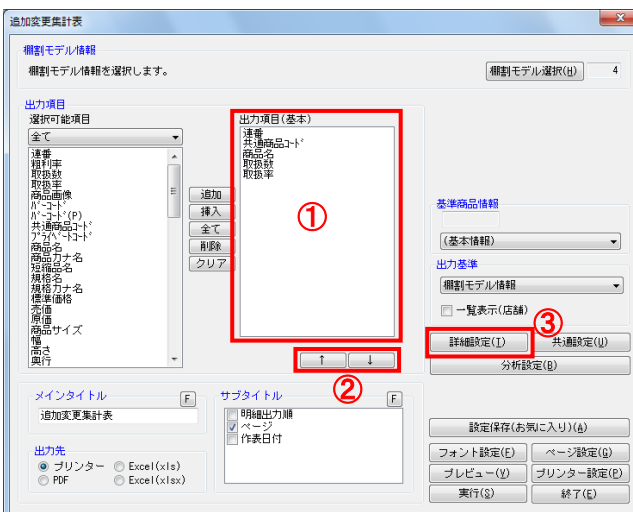 追加変更集計表
棚割モデル情報
棚割モデル情報を選択します。
棚割モデル選択(H)
4
出力項目
選択可能項目
全て
連番
粗利率
取扱数
取扱率
商品画像
バーコード
バーコード(P)
共通商品コード
プライベートコード
商品名
商品カナ名
短縮品名
規格名
規格カナ名
標準価格
売価
原価
商品サイズ
幅
高さ
奥行
追加
挿入
全て
削除
クリア
出力項目(基本)
連番
共通商品コード
商品名
取扱数
取扱率
①
↑
↓
②
基準商品情報
(基本情報)
出力基準
棚割モデル情報
一覧表示(店舗)
③
詳細設定(I)
共通設定(U)
分析設定(B)
メインタイトル
F
追加変更集計表
サブタイトル
F
明細出力順
ページ
作表日付
出力先
プリンター
Excel(xls)
PDF
Excel(xlsx)
設定保存(お気に入り)(A)
フォント設定(F)
ページ設定(G)
プレビュー(V)
プリンター設定(P)
実行(S)
終了(E)